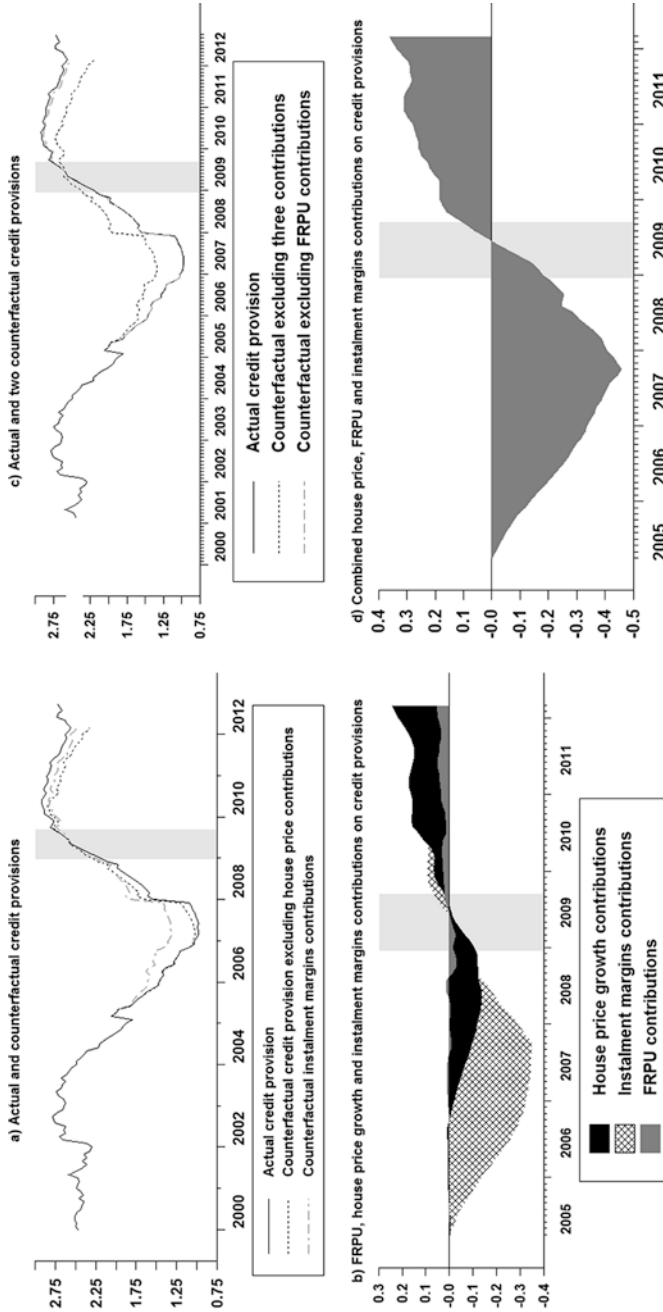 a) Actual and counterfactual credit provisions
2.75
2.25
1.75
1.25
0.75
2000 2002 2004 2006 2008 2010 2012
Actual credit provision
Counterfactual credit provision excluding house price contributions
Counterfactual instalment margins contributions
c) Actual and two counterfactual credit provisions
2.75
2.25
1.75
1.25
0.75
2000 2001 2002 2003 2004 2005 2006 2007 2008 2009 2010 2011 2012
Actual credit provision
Counterfactual excluding three contributions
Counterfactual excluding FRPU contributions
b) FRPU, house price growth and instalment margins contributions on credit provisions
0.3
0.2
0.1
-0.0
-0.1
-0.2
-0.3
-0.4
2005 2006 2007 2008 2009 2010 2011
House price growth contributions
Instalment margins contributions
FRPU contributions
d) Combined house price, FRPU and instalment margins contributions on credit provisions
0.4
0.3
0.2
0.1
-0.0
-0.1
-0.2
-0.3
-0.4
-0.5
2005 2006 2007 2008 2009 2010 2011